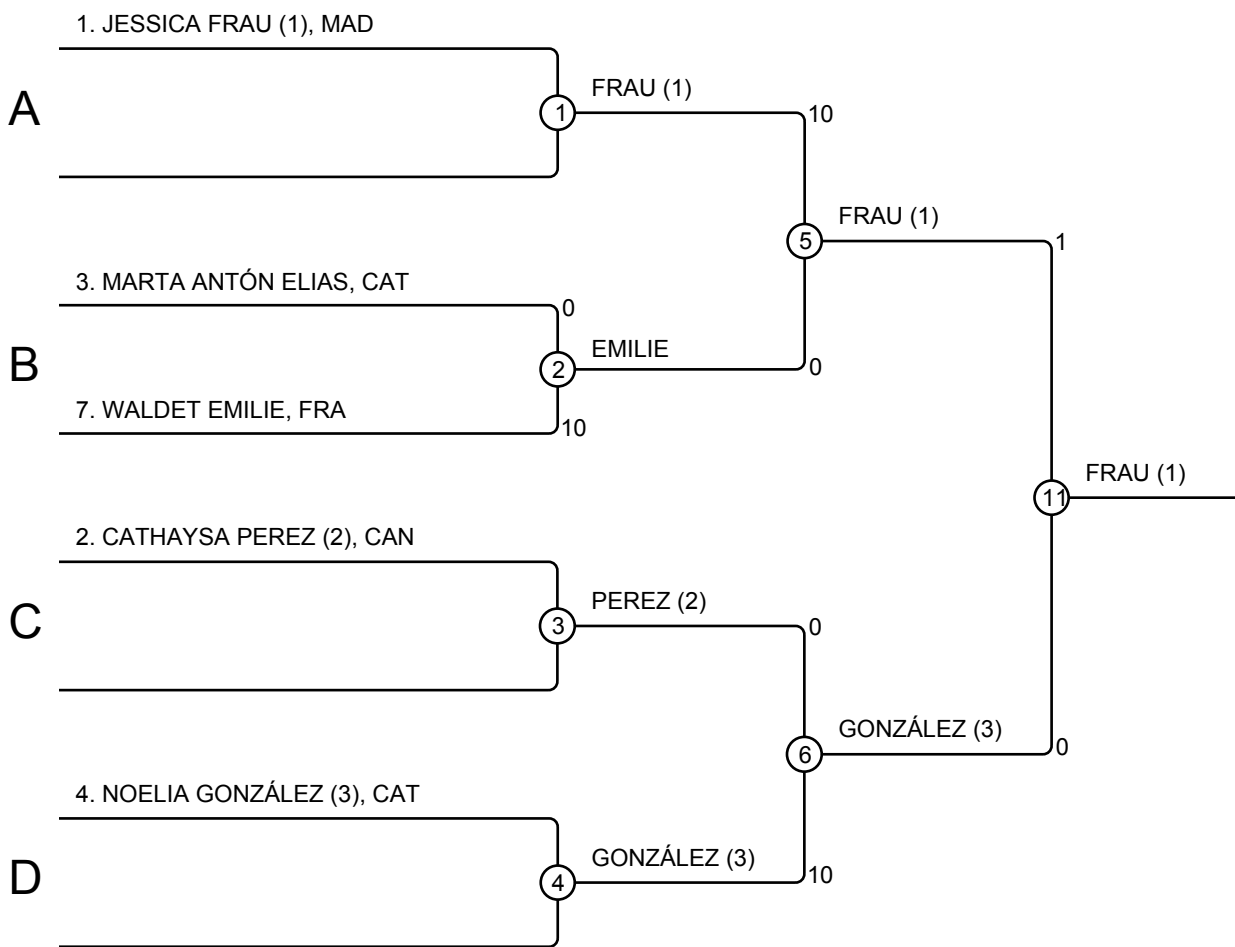 1. JESSICA FRAU (1), MAD
FRAU (1)
A
1
10
FRAU (1)
5
1
3. MARTA ANTÓN ELIAS, CAT
0
EMILIE
B
2
0
7. WALDET EMILIE, FRA
10
FRAU (1)
11
2. CATHAYSA PEREZ (2), CAN
PEREZ (2)
C
3
0
GONZÁLEZ (3)
6
0
4. NOELIA GONZÁLEZ (3), CAT
GONZÁLEZ (3)
D
4
10